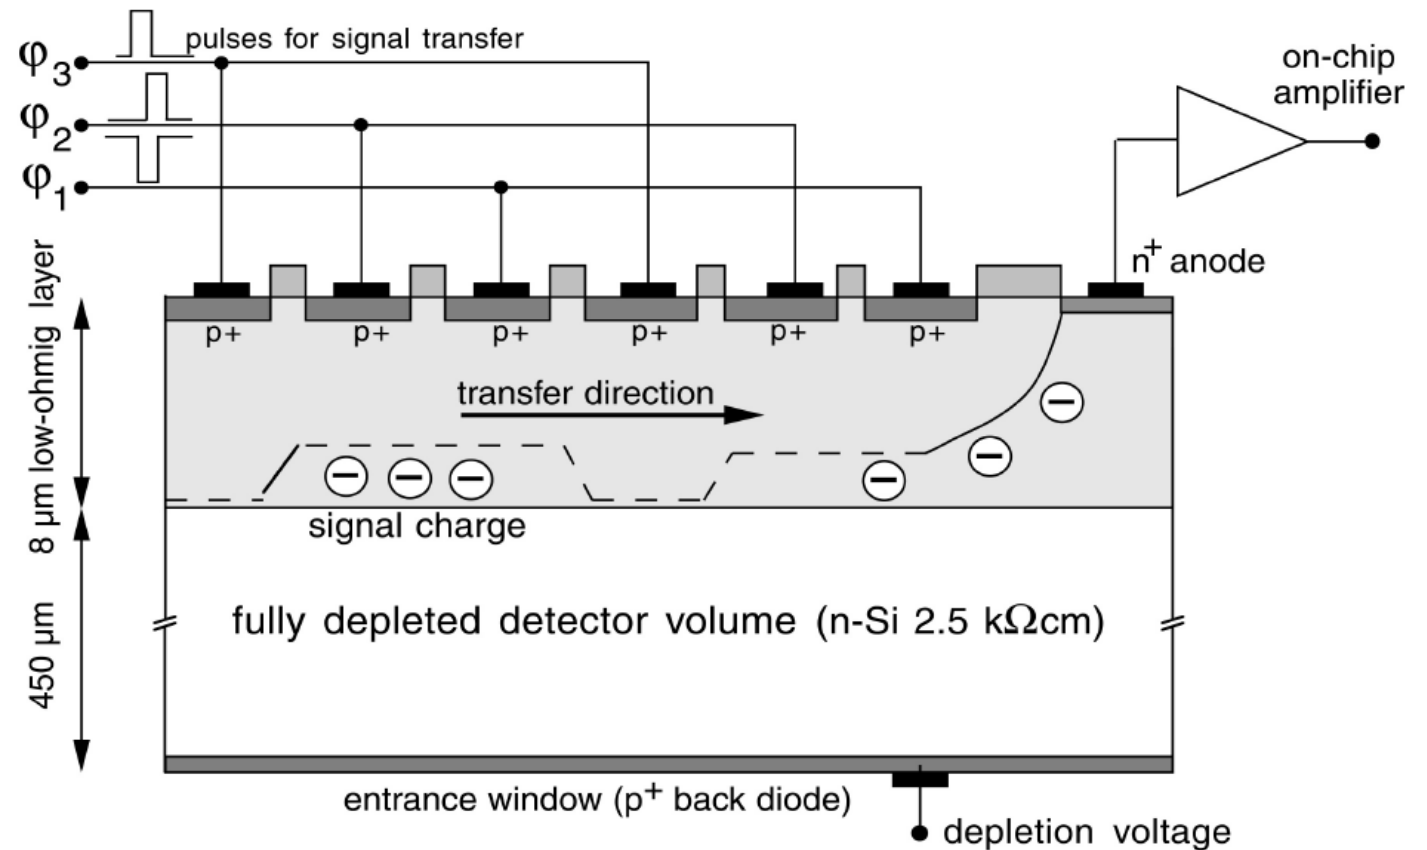 φ3
pulses for signal transfer
φ2
φ1
on-chip
amplifier
n+ anode
p+ p+ p+ p+ p+ p+
transfer direction
signal charge
8 μm low-ohmig layer
450 μm
fully depleted detector volume (n-Si 2.5 kΩcm)
entrance window (p+ back diode)
depletion voltage